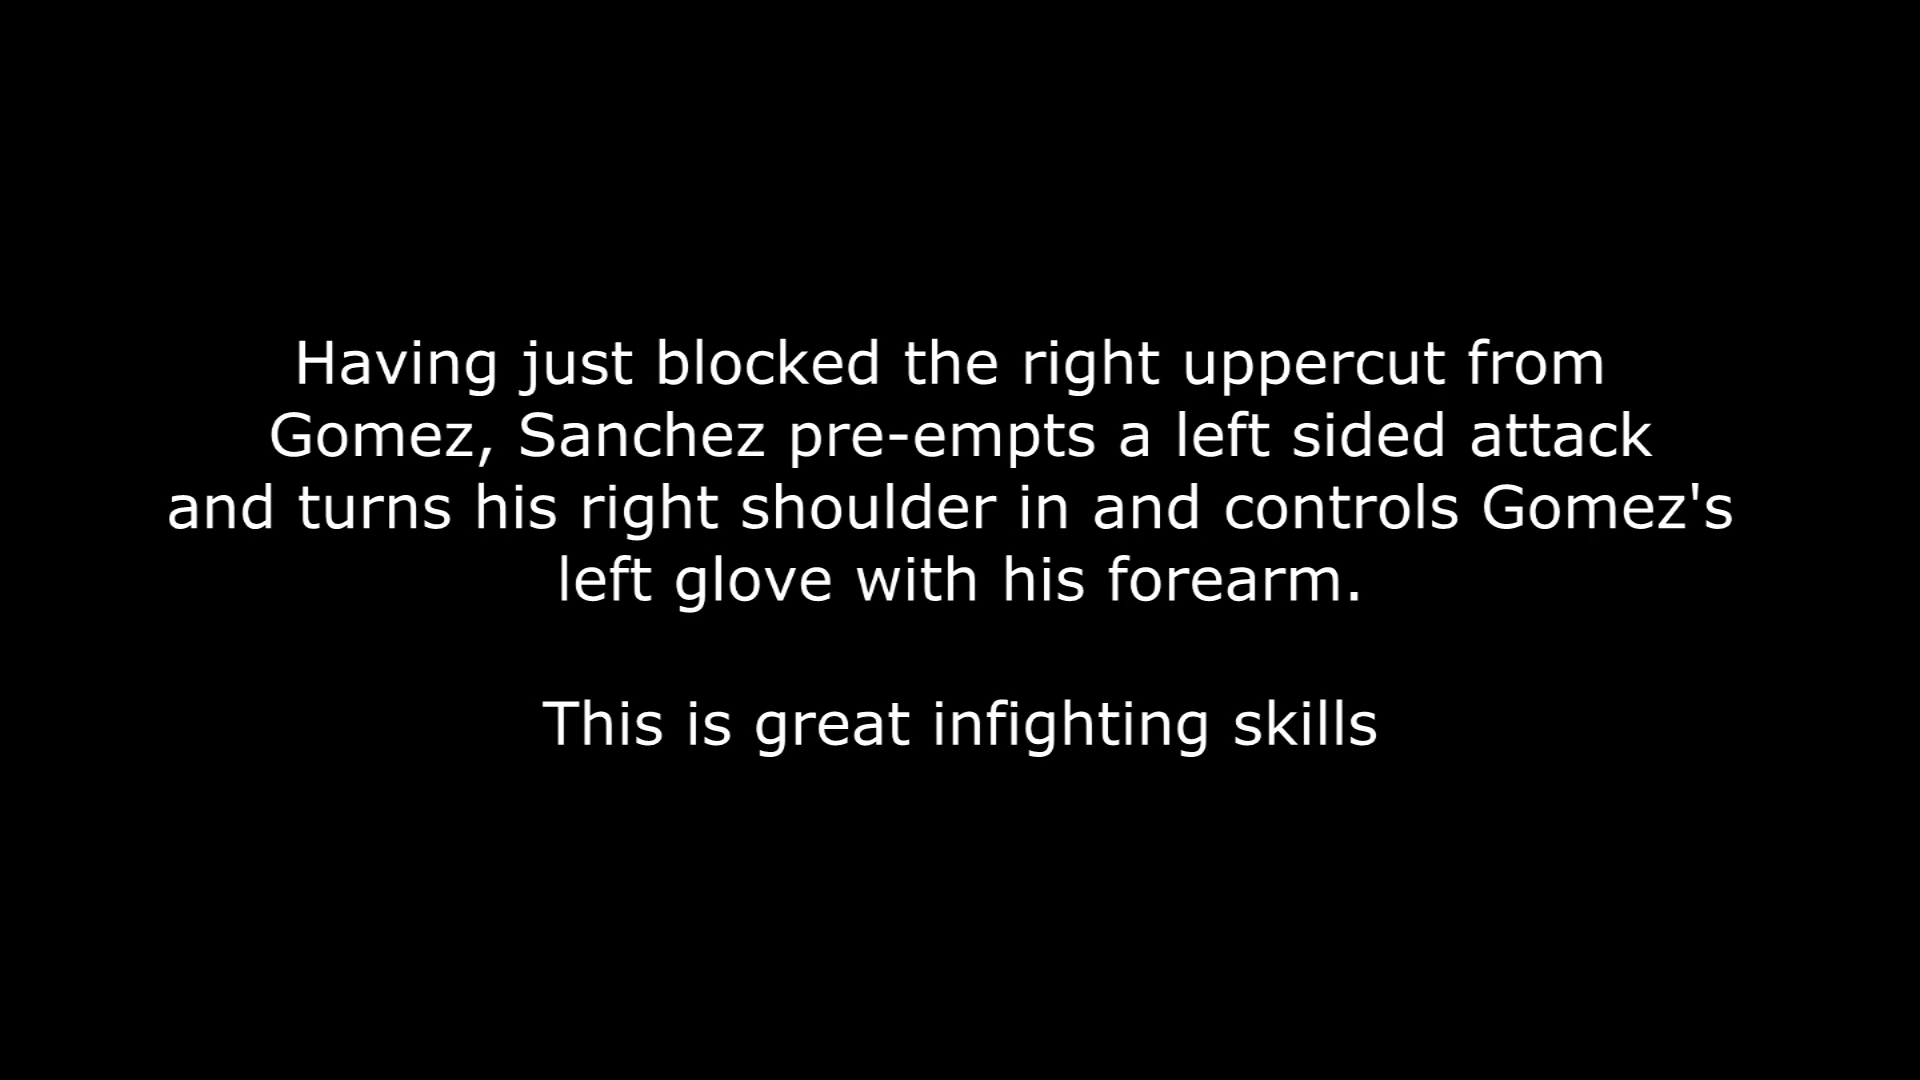 Having just blocked the right uppercut from
Gomez, Sanchez pre-empts a left sided attack
and turns his right shoulder in and controls Gomez's
left glove with his forearm.
This is great infighting skills